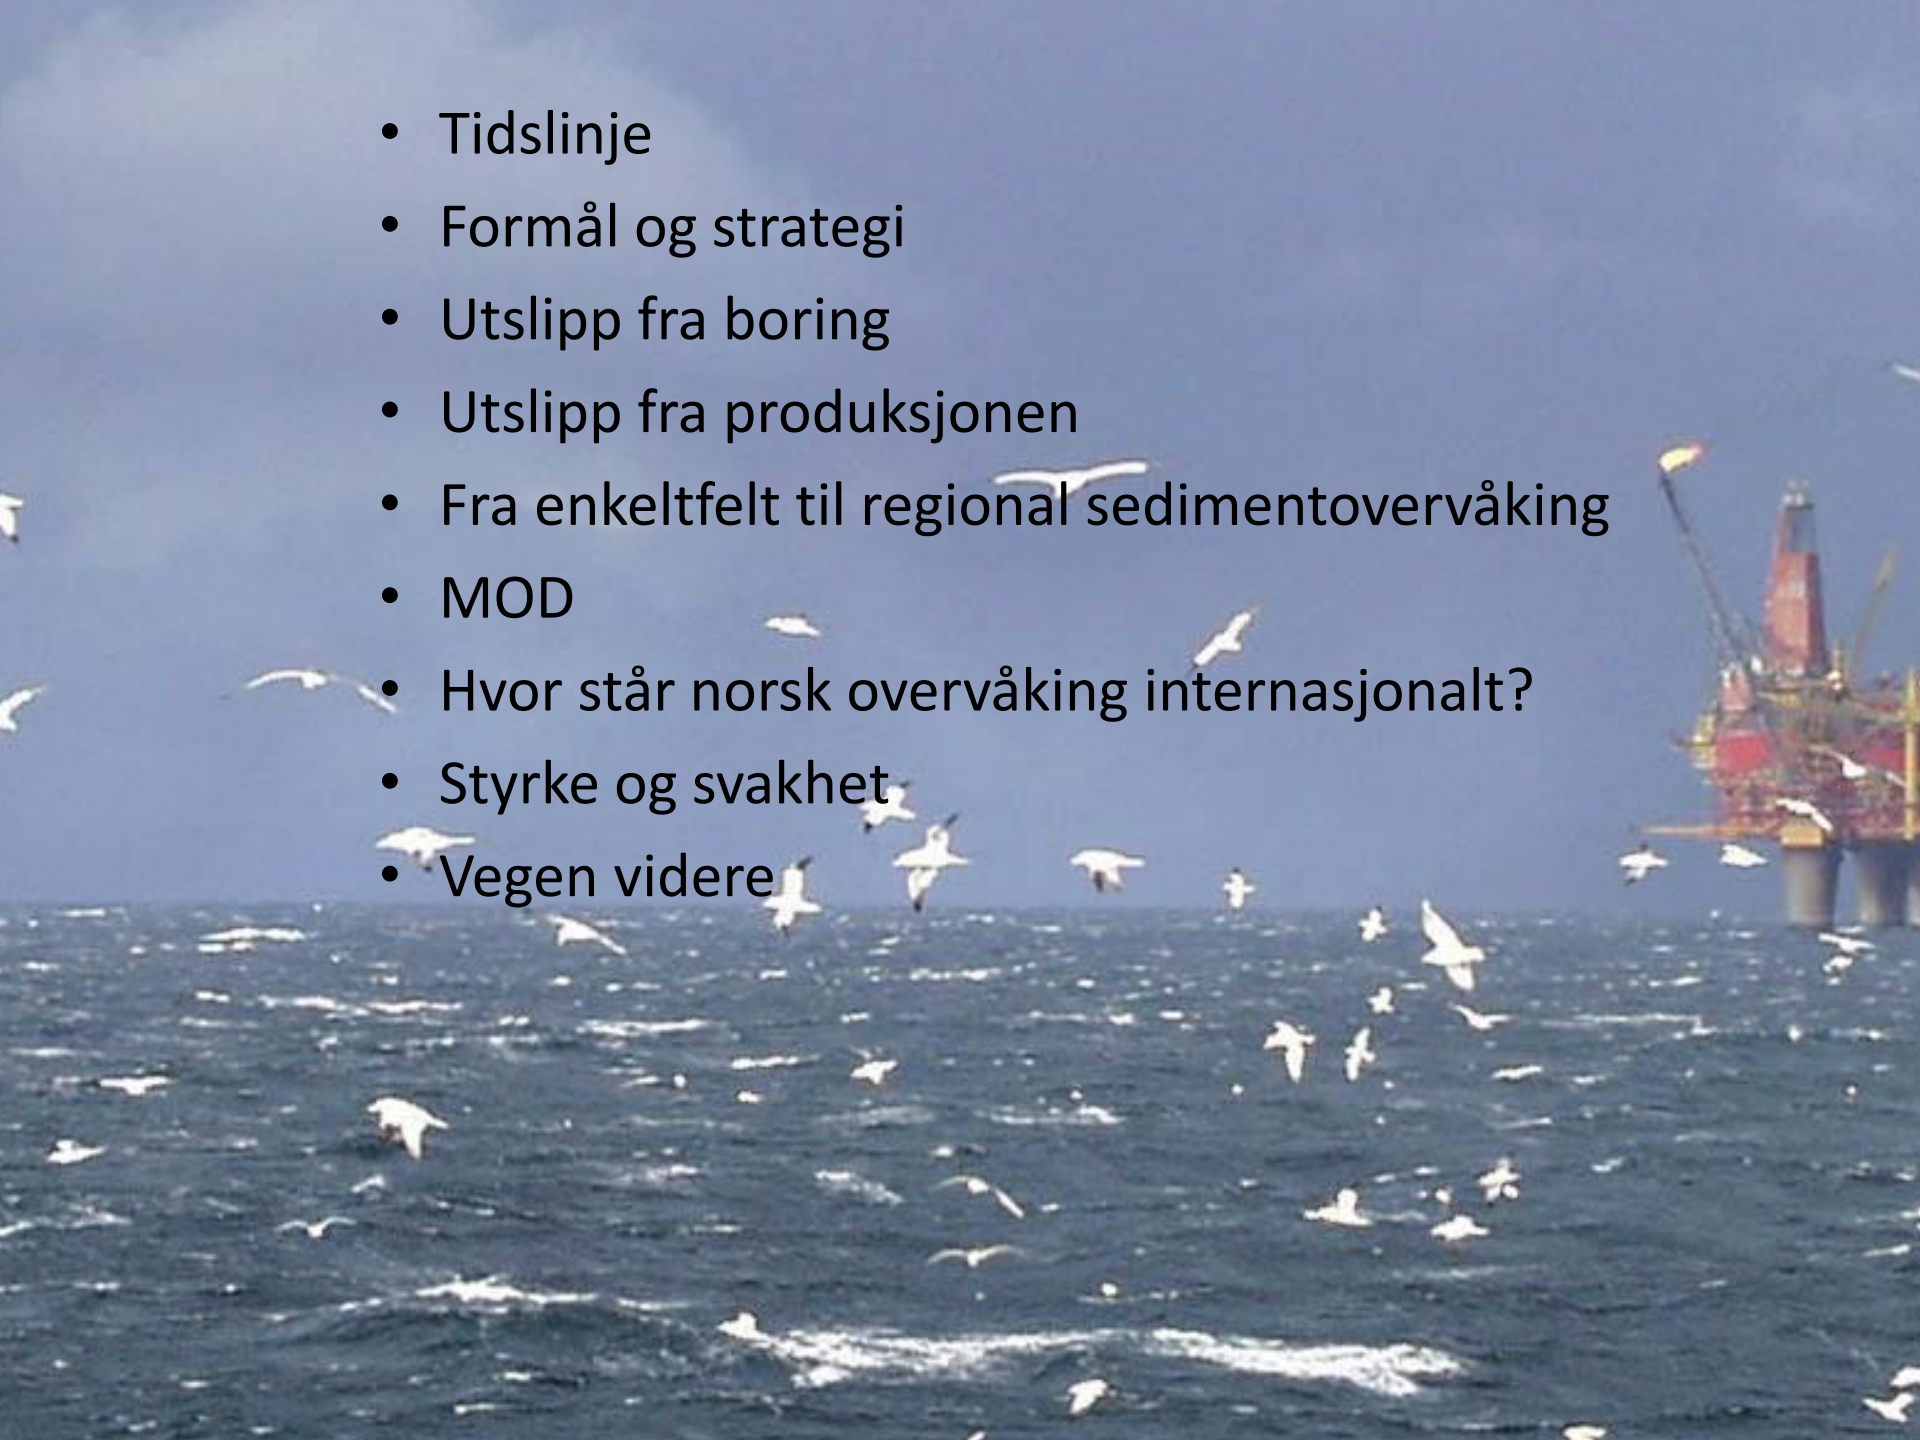 • Tidslinje
• Formål og strategi
• Utslipp fra boring
• Utslipp fra produksjonen
• Fra enkeltfelt til regional sedimentovervåking
• MOD
• Hvor står norsk overvåking internasjonalt?
• Styrke og svakhet
• Vegen videre